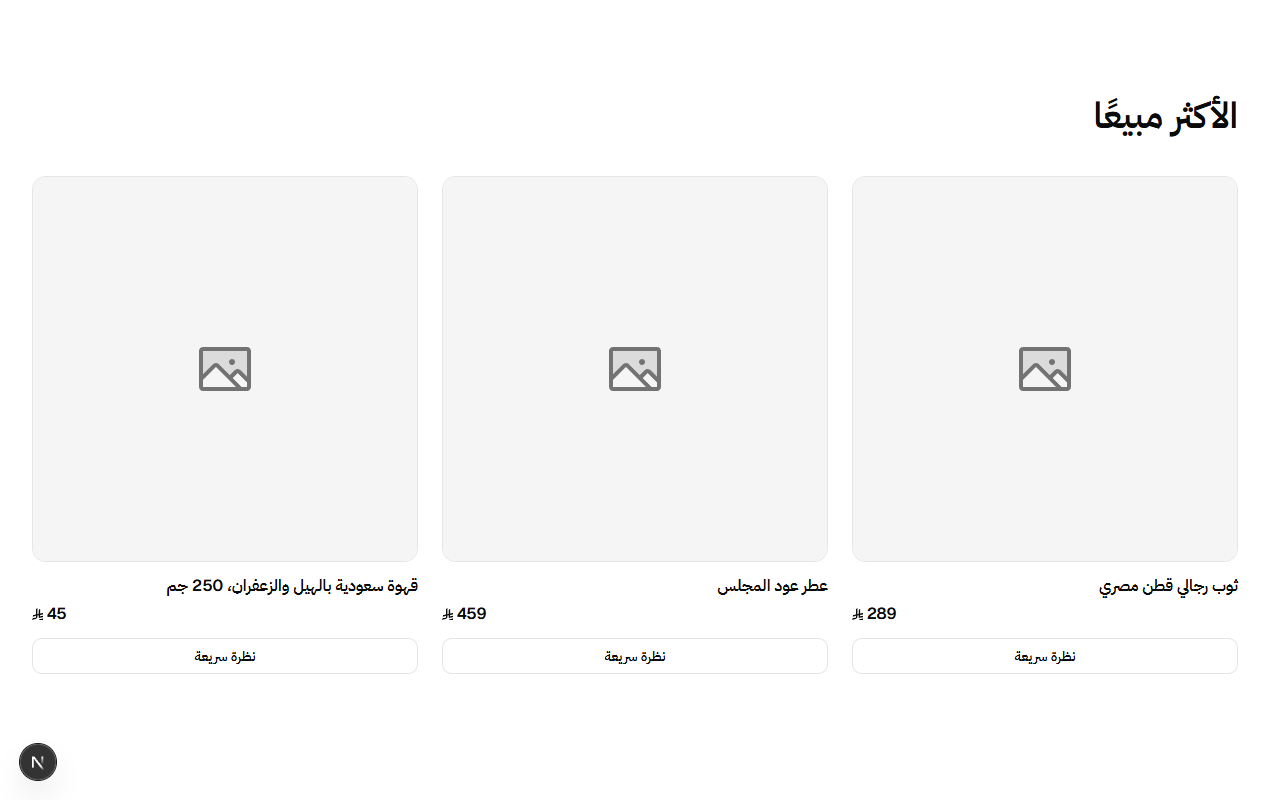 الأكثر مبيعًا
ثوب رجالي قطن مصري
289 ⃁
نظرة سريعة
عطر عود المجلس
459 ⃁
نظرة سريعة
قهوة سعودية بالهيل والزعفران، 250 جم
45 ⃁
نظرة سريعة
N